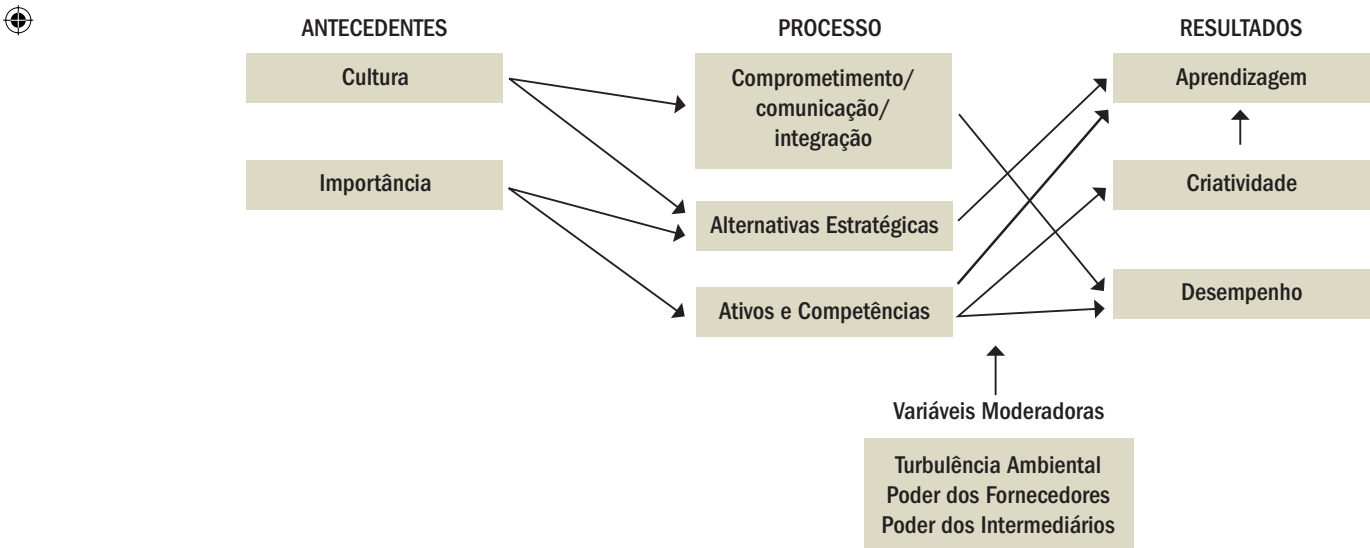 ANTECEDENTES
PROCESSO
RESULTADOS
Cultura
Comprometimento/
comunicação/
integração
Aprendizagem
Importância
Criatividade
Alternativas Estratégicas
Desempenho
Ativos e Competências
Variáveis Moderadoras
Turbulência Ambiental
Poder dos Fornecedores
Poder dos Intermediários